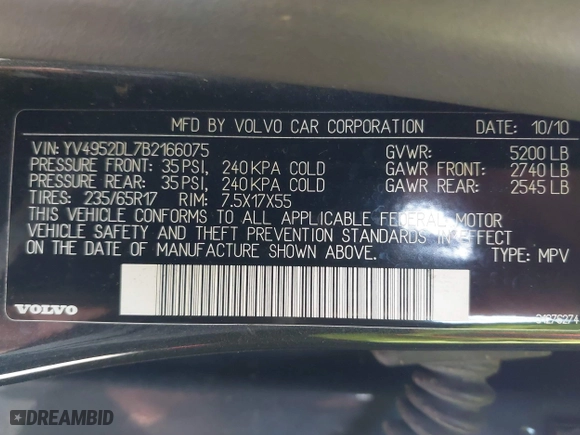 MFD BY VOLVO CAR CORPORATION DATE: 10/10
VIN: YV4952DL7B2166075 GVWR: 5200 LB
PRESSURE FRONT: 35 PSI, 240 KPA COLD GAWR FRONT: 2740 LB
PRESSURE REAR: 35 PSI, 240 KPA COLD GAWR REAR: 2545 LB
TIRES: 235/65R17 RIM: 7.5X17X55
THIS VEHICLE CONFORMS TO ALL APPLICABLE FEDERAL MOTOR
VEHICLE SAFETY AND THEFT PREVENTION STANDARDS IN EFFECT
ON THE DATE OF MANUFACTURE SHOWN ABOVE. TYPE: MPV
VOLVO
DREAMBID